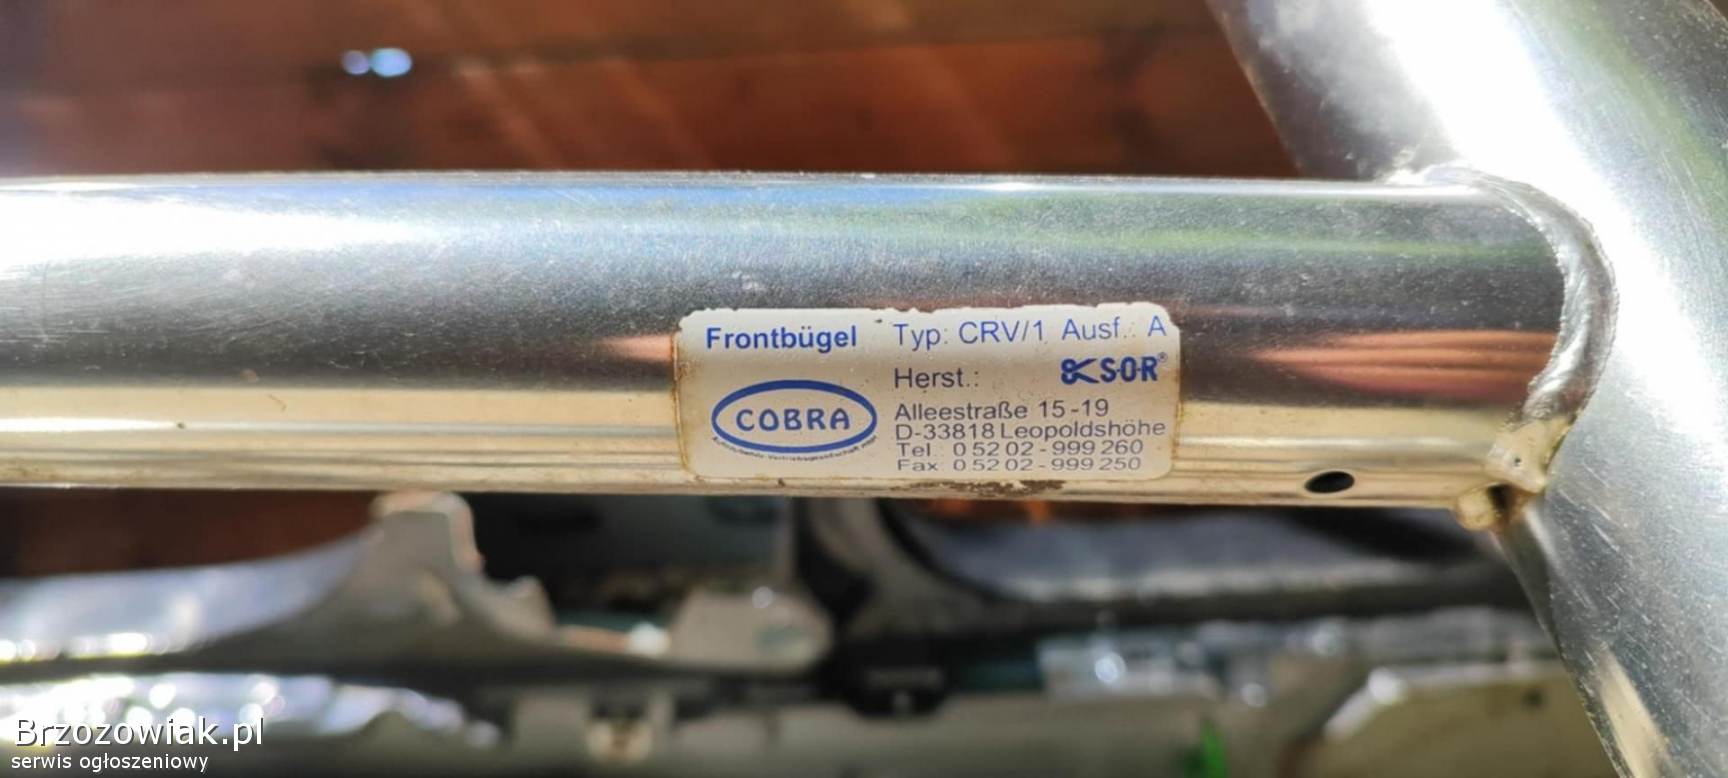 Frontbügel Typ: CRV/1 Ausf.: A
Herst.: SOR®
COBRA
Alleestraße 15-19
D-33818 Leopoldshöhe
Tel.: 0 52 02 - 999 260
Fax: 0 52 02 - 999 250
Brzozowiak.pl
serwis ogłoszeniowy